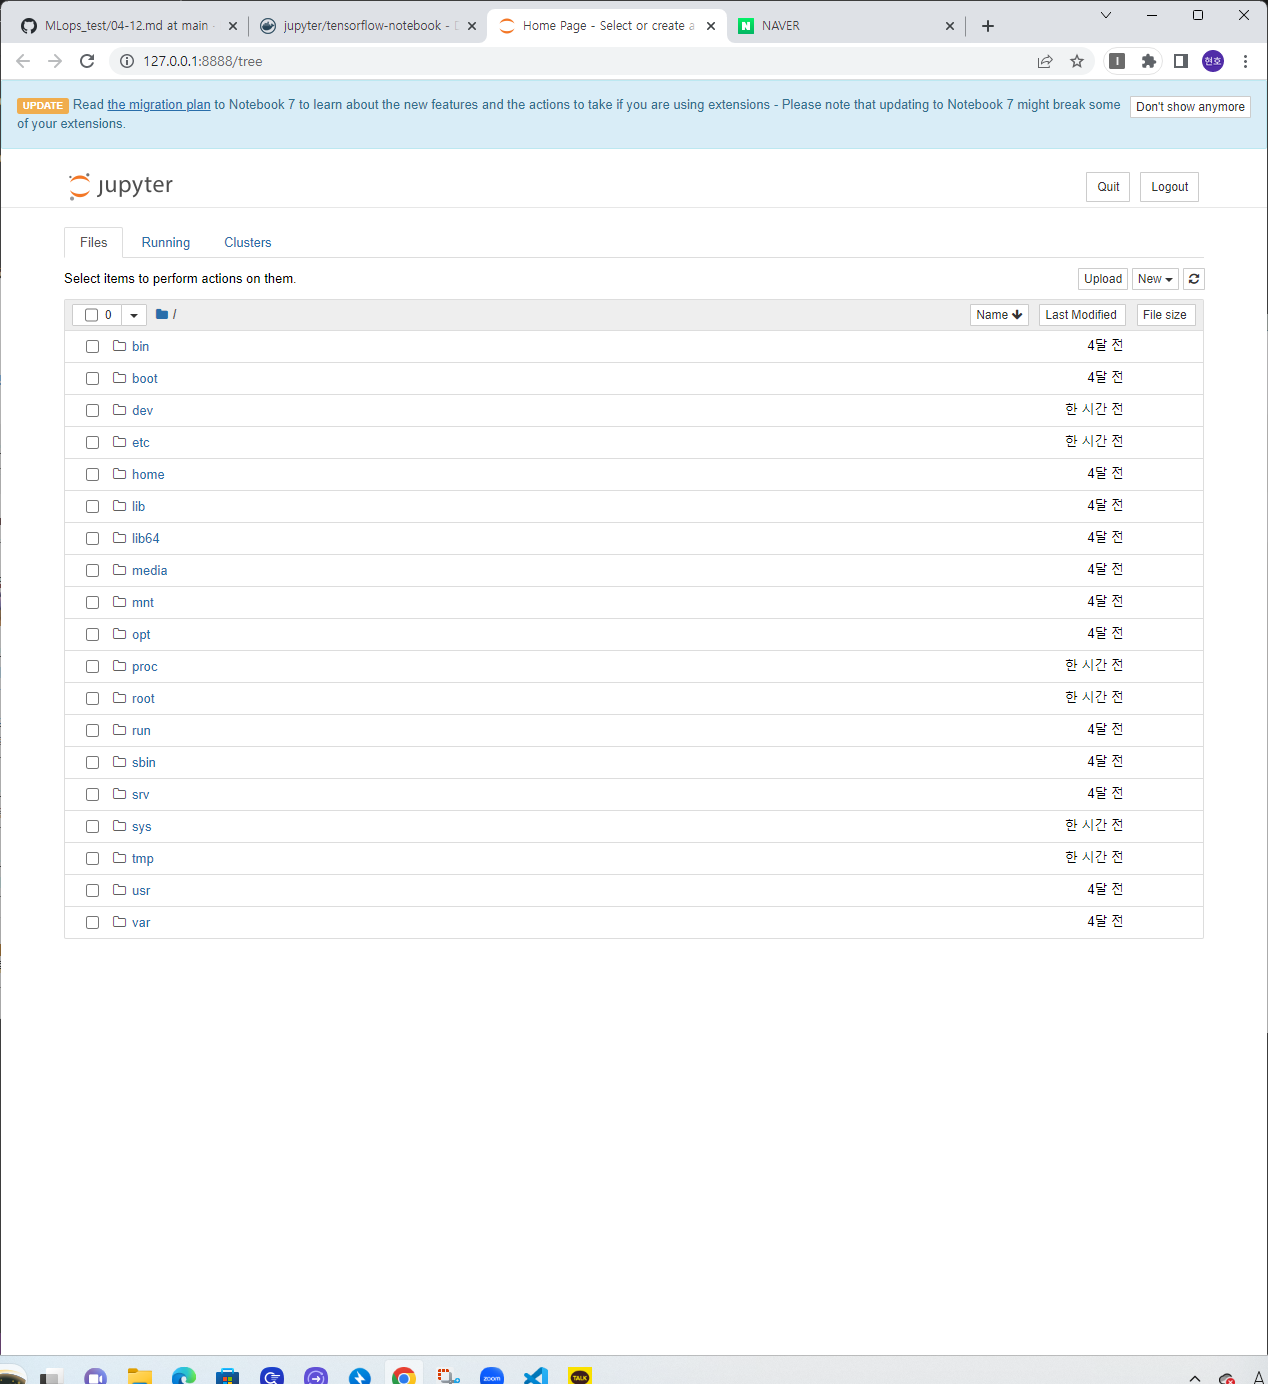 MLops_test/04-12.md at main
jupyter/tensorflow-notebook -
Home Page - Select or create a
NAVER
127.0.0.1:8888/tree
현호
UPDATE Read the migration plan to Notebook 7 to learn about the new features and the actions to take if you are using extensions - Please note that updating to Notebook 7 might break some
of your extensions.
Don't show anymore
jupyter
Quit
Logout
Files
Running
Clusters
Select items to perform actions on them.
Upload
New
0
/
Name
Last Modified
File size
bin 4달 전
boot 4달 전
dev 한 시간 전
etc 한 시간 전
home 4달 전
lib 4달 전
lib64 4달 전
media 4달 전
mnt 4달 전
opt 4달 전
proc 한 시간 전
root 한 시간 전
run 4달 전
sbin 4달 전
srv 4달 전
sys 한 시간 전
tmp 한 시간 전
usr 4달 전
var 4달 전
zoom
TALK
A